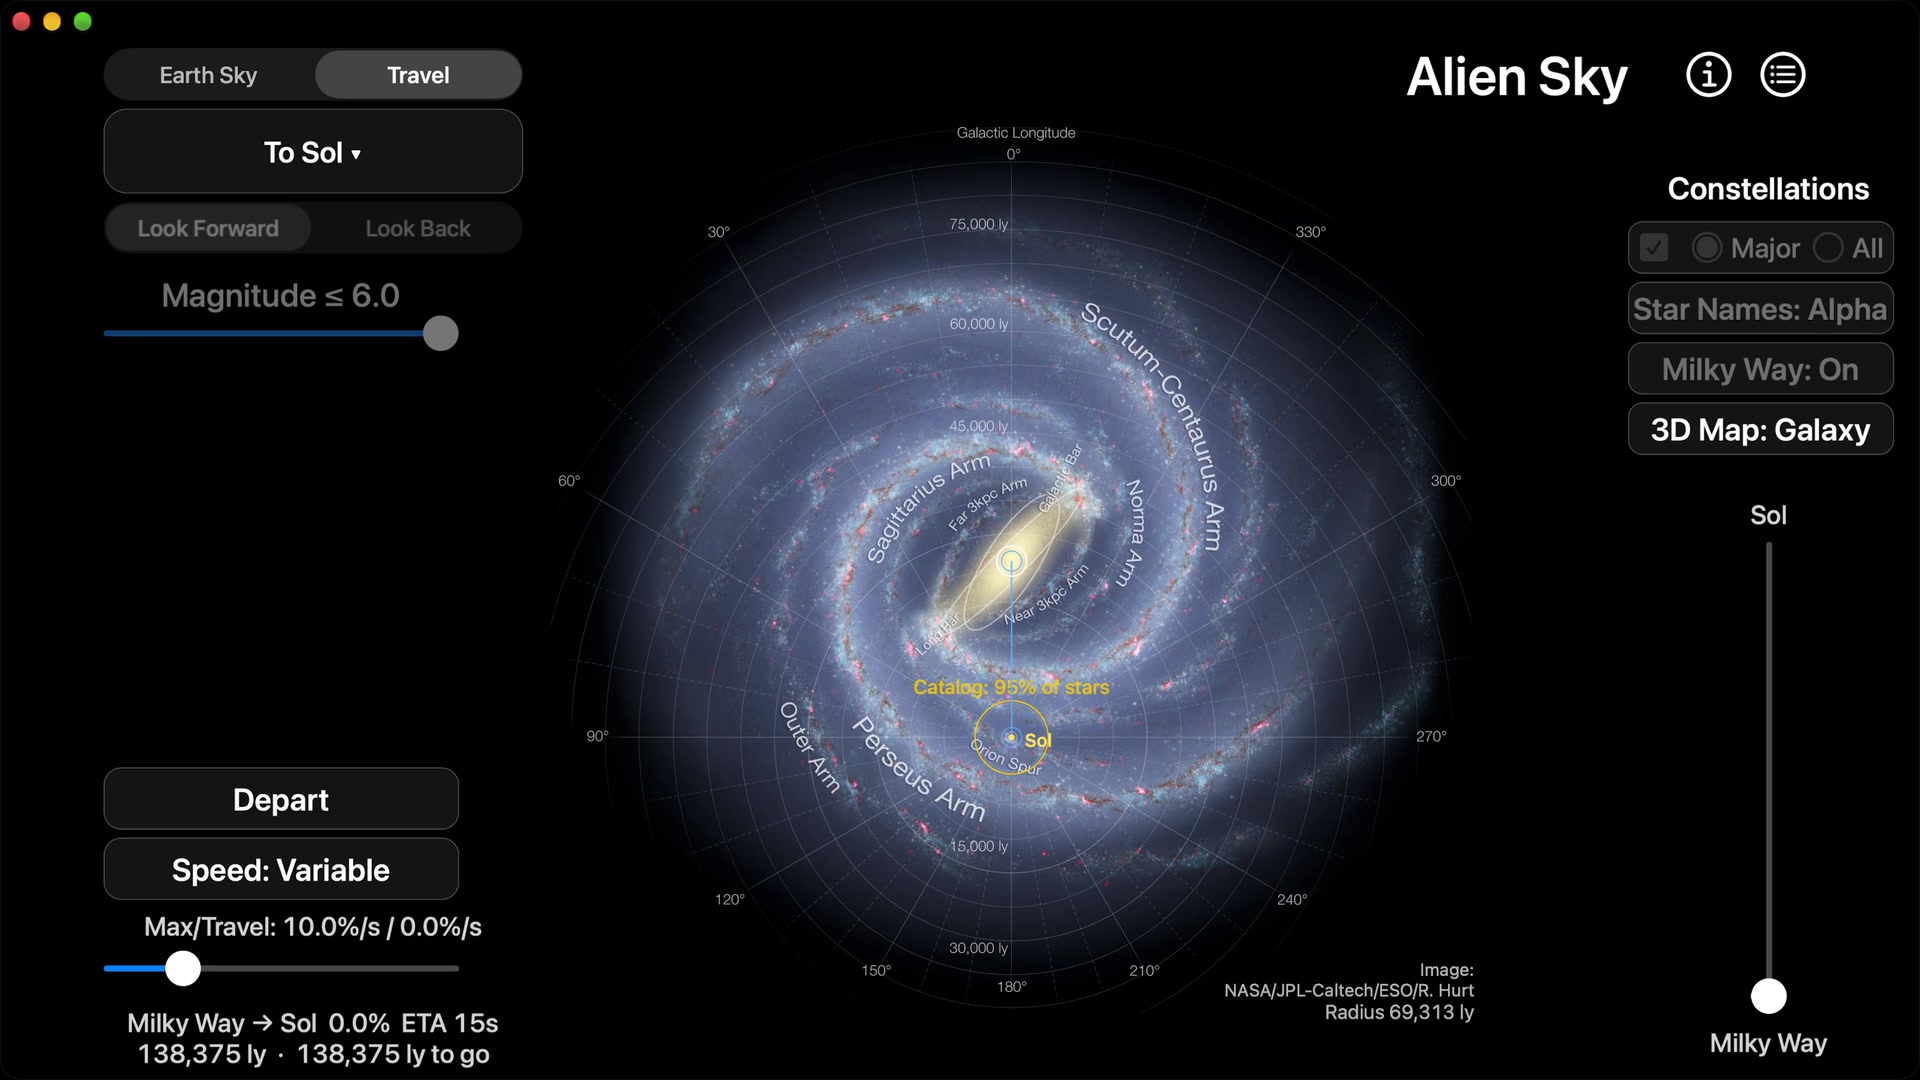 Earth Sky
Travel
To Sol ▾
Look Forward
Look Back
Magnitude ≤ 6.0
Alien Sky
Constellations
Major
All
Star Names: Alpha
Milky Way: On
3D Map: Galaxy
Sol
Milky Way
Galactic Longitude
0°
30°
330°
75,000 ly
60,000 ly
45,000 ly
Scutum-Centaurus Arm
Sagittarius Arm
Far 3kpc Arm
Galactic Bar
Norma Arm
60°
300°
Near 3kpc Arm
Long Bar
Catalog: 95% of stars
Sol
Orion Spur
Outer Arm
Perseus Arm
90°
270°
15,000 ly
120°
240°
30,000 ly
150°
210°
180°
Image:
NASA/JPL-Caltech/ESO/R. Hurt
Radius 69,313 ly
Depart
Speed: Variable
Max/Travel: 10.0%/s / 0.0%/s
Milky Way → Sol 0.0% ETA 15s
138,375 ly · 138,375 ly to go